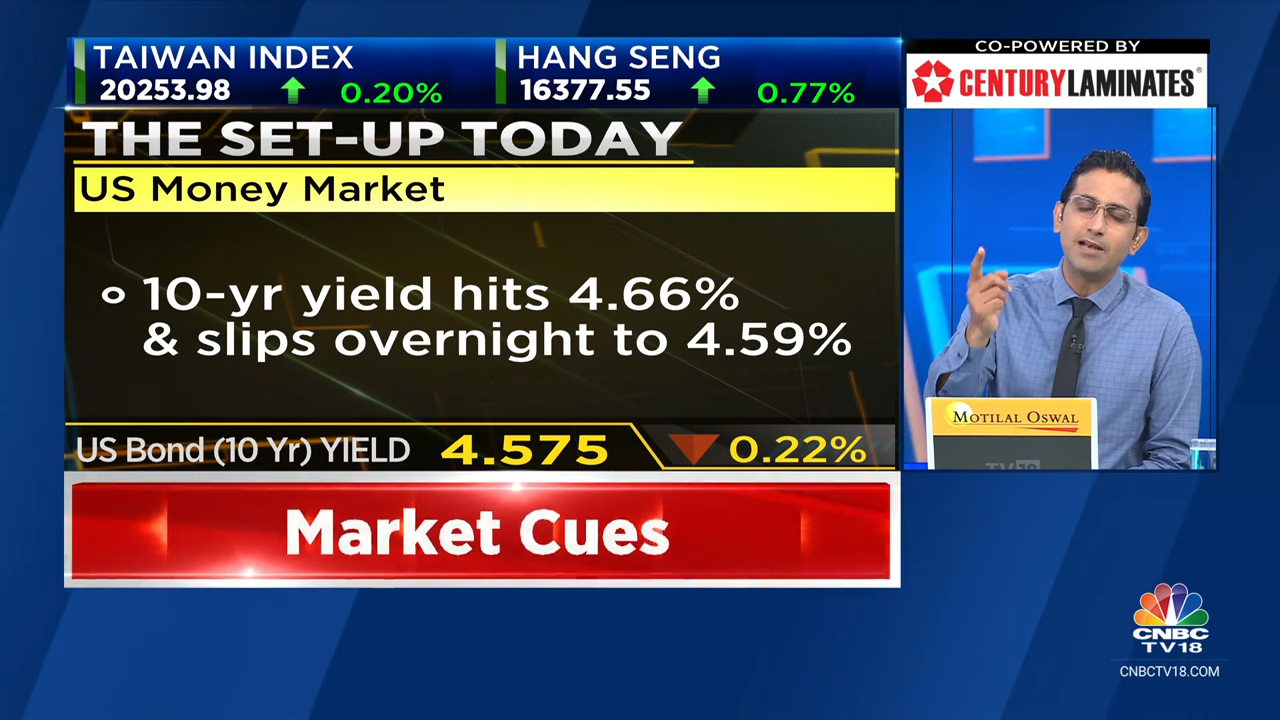 TAIWAN INDEX
20253.98 0.20%
HANG SENG
16377.55 0.77%
CO-POWERED BY
CENTURYLAMINATES®
THE SET-UP TODAY
US Money Market
10-yr yield hits 4.66%
& slips overnight to 4.59%
US Bond (10 Yr) YIELD 4.575 0.22%
Market Cues
MOTILAL OSWAL
TV18
CNBC
TV18
CNBCTV18.COM